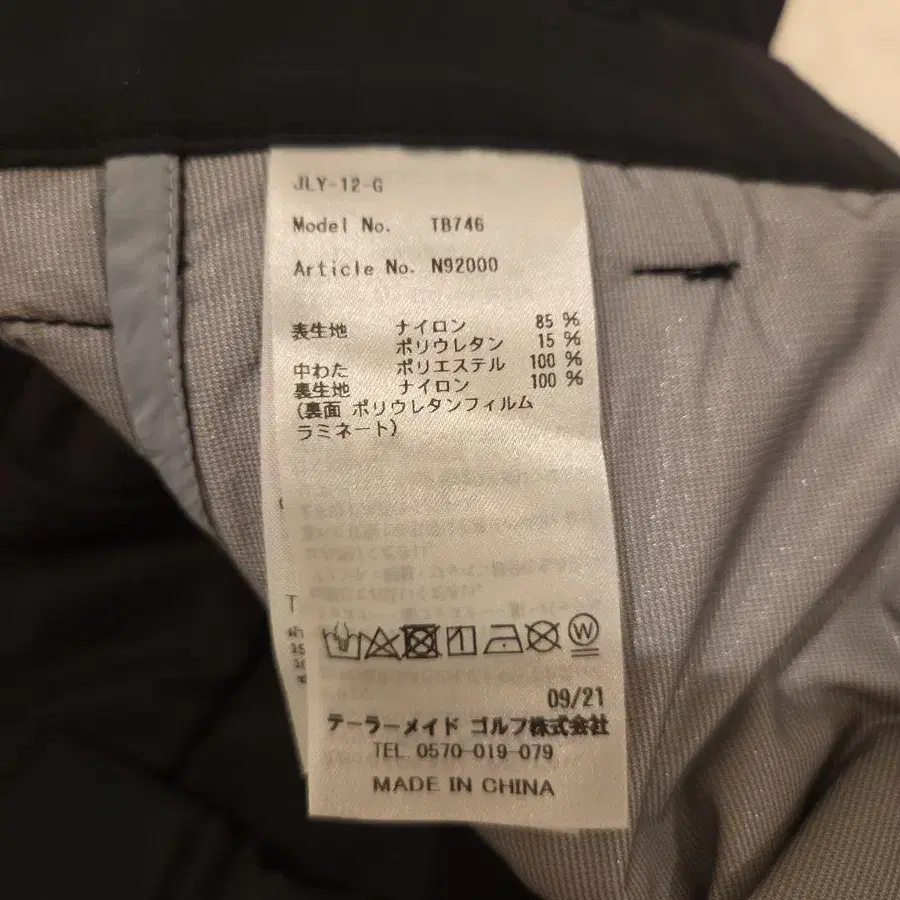 JLY-12-G
Model No. TB746
Article No. N92000
表生地 ナイロン 85 %
ポリウレタン 15 %
中わた ポリエステル 100 %
裏生地 ナイロン 100 %
(裏面 ポリウレタンフィルム
ラミネート)
W
09/21
テーラーメイド ゴルフ株式会社
TEL. 0570-019-079
MADE IN CHINA